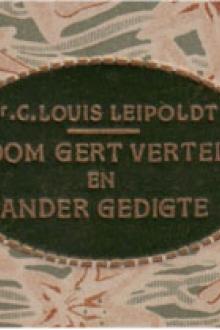 r. C. LOUIS LEIPOLDT
OOM GERT VERTEL
EN
ANDER GEDIGTE